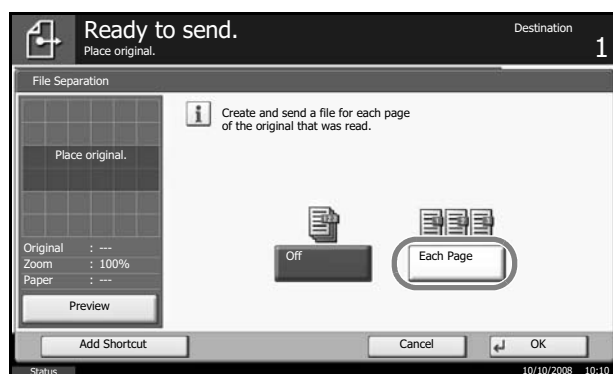 Ready to send.
Place original.
Destination
1
File Separation
Create and send a file for each page
of the original that was read.
Place original.
Original : ---
Zoom : 100%
Paper : ---
Preview
Off
Each Page
Add Shortcut
Cancel
OK
Status
10/10/2008 10:10